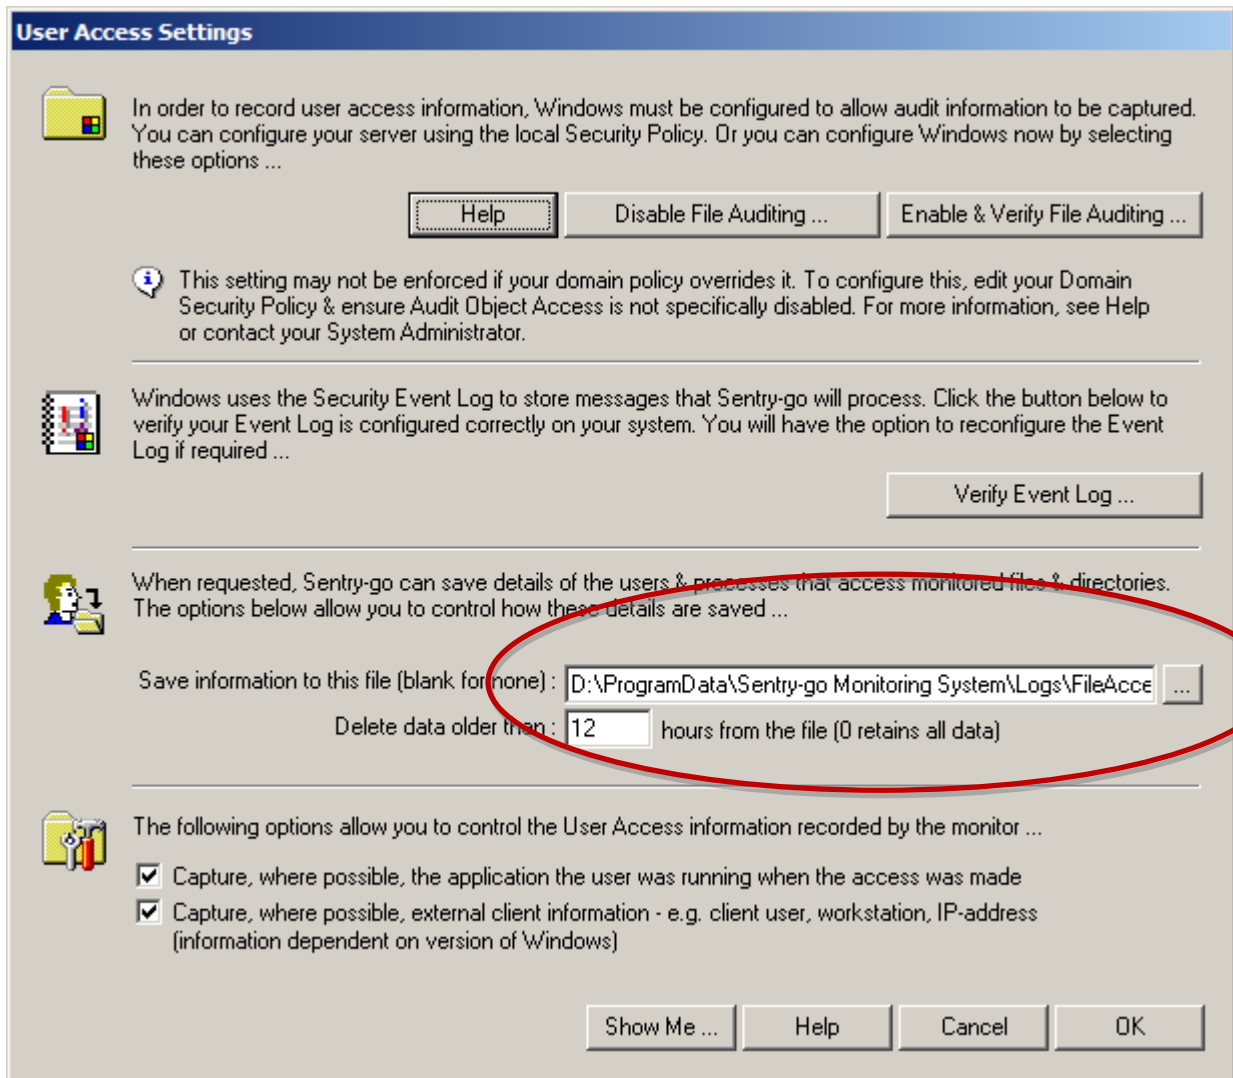 User Access Settings
In order to record user access information, Windows must be configured to allow audit information to be captured.
You can configure your server using the local Security Policy. Or you can configure Windows now by selecting
these options ...
Help
Disable File Auditing ...
Enable & Verify File Auditing ...
This setting may not be enforced if your domain policy overrides it. To configure this, edit your Domain
Security Policy & ensure Audit Object Access is not specifically disabled. For more information, see Help
or contact your System Administrator.
Windows uses the Security Event Log to store messages that Sentry-go will process. Click the button below to
verify your Event Log is configured correctly on your system. You will have the option to reconfigure the Event
Log if required ...
Verify Event Log ...
When requested, Sentry-go can save details of the users & processes that access monitored files & directories.
The options below allow you to control how these details are saved ...
Save information to this file (blank for none) : D:\ProgramData\Sentry-go Monitoring System\Logs\FileAcce ...
Delete data older than : 12 hours from the file (0 retains all data)
The following options allow you to control the User Access information recorded by the monitor ...
Capture, where possible, the application the user was running when the access was made
Capture, where possible, external client information - e.g. client user, workstation, IP-address
(information dependent on version of Windows)
Show Me ...
Help
Cancel
OK